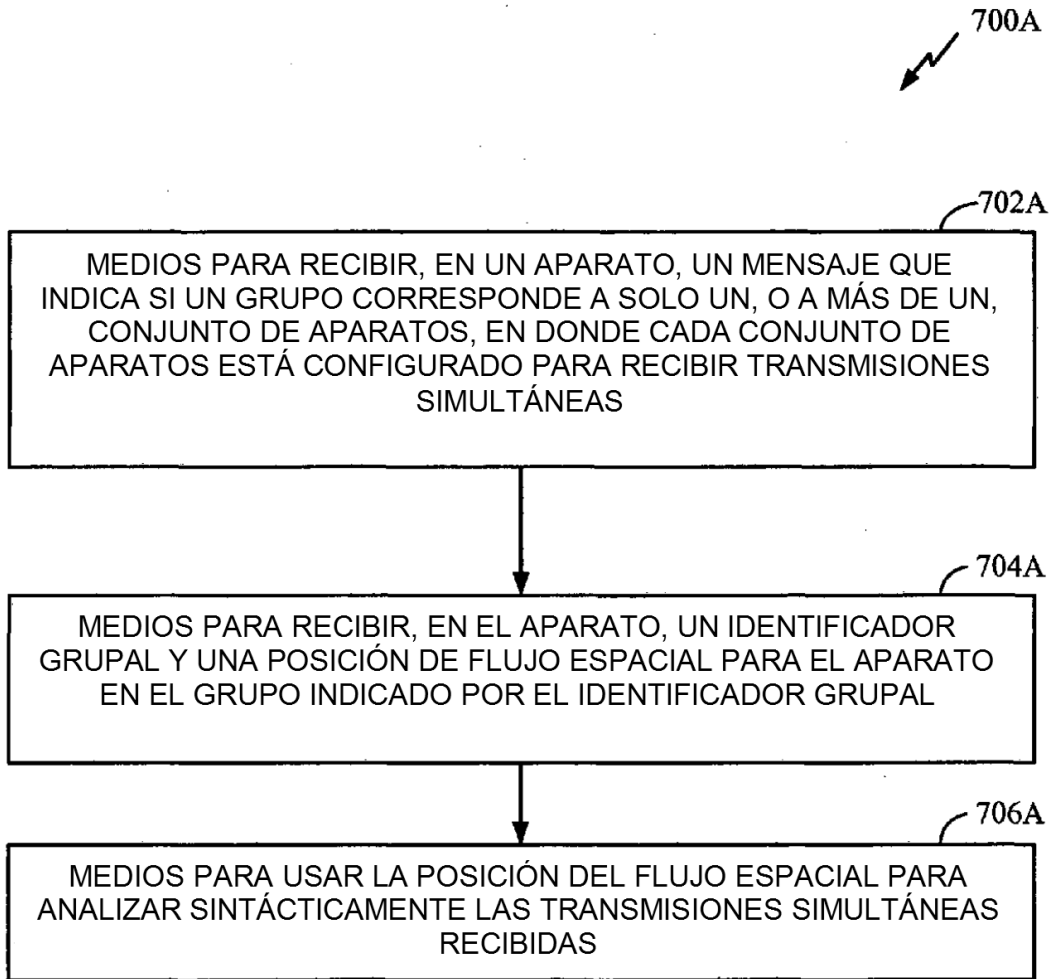 700A
702A
MEDIOS PARA RECIBIR, EN UN APARATO, UN MENSAJE QUE
INDICA SI UN GRUPO CORRESPONDE A SOLO UN, O A MÁS DE UN,
CONJUNTO DE APARATOS, EN DONDE CADA CONJUNTO DE
APARATOS ESTÁ CONFIGURADO PARA RECIBIR TRANSMISIONES
SIMULTÁNEAS
704A
MEDIOS PARA RECIBIR, EN EL APARATO, UN IDENTIFICADOR
GRUPAL Y UNA POSICIÓN DE FLUJO ESPACIAL PARA EL APARATO
EN EL GRUPO INDICADO POR EL IDENTIFICADOR GRUPAL
706A
MEDIOS PARA USAR LA POSICIÓN DEL FLUJO ESPACIAL PARA
ANALIZAR SINTÁCTICAMENTE LAS TRANSMISIONES SIMULTÁNEAS
RECIBIDAS